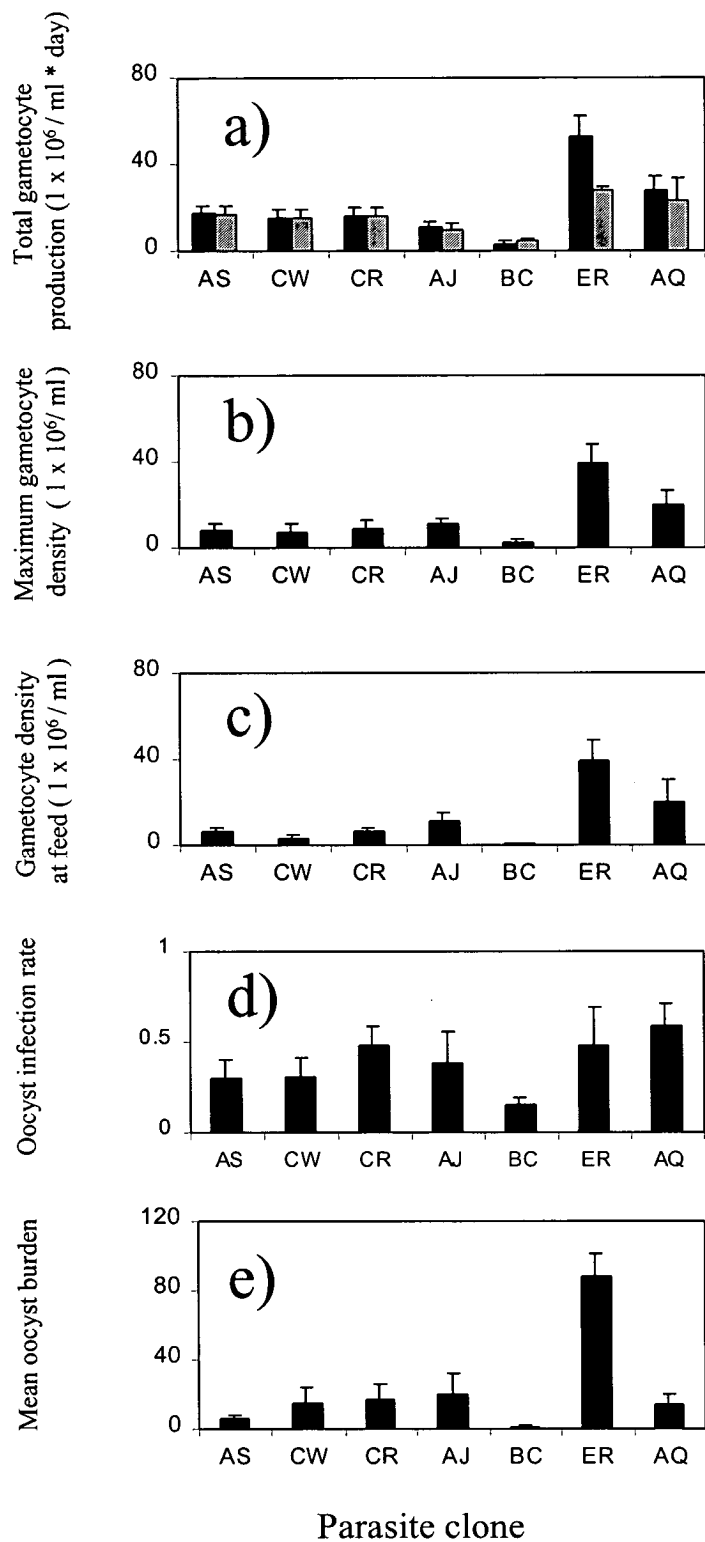 Total gametocyte
production (1 x 10⁶/ ml * day)
80
40
0
a)
AS CW CR AJ BC ER AQ
Maximum gametocyte
density ( 1 x 10⁶/ ml)
80
40
0
b)
AS CW CR AJ BC ER AQ
Gametocyte density
at feed ( 1 x 10⁶/ ml )
80
40
0
c)
AS CW CR AJ BC ER AQ
Oocyst infection rate
1
0.5
0
d)
AS CW CR AJ BC ER AQ
Mean oocyst burden
120
80
40
0
e)
AS CW CR AJ BC ER AQ
Parasite clone